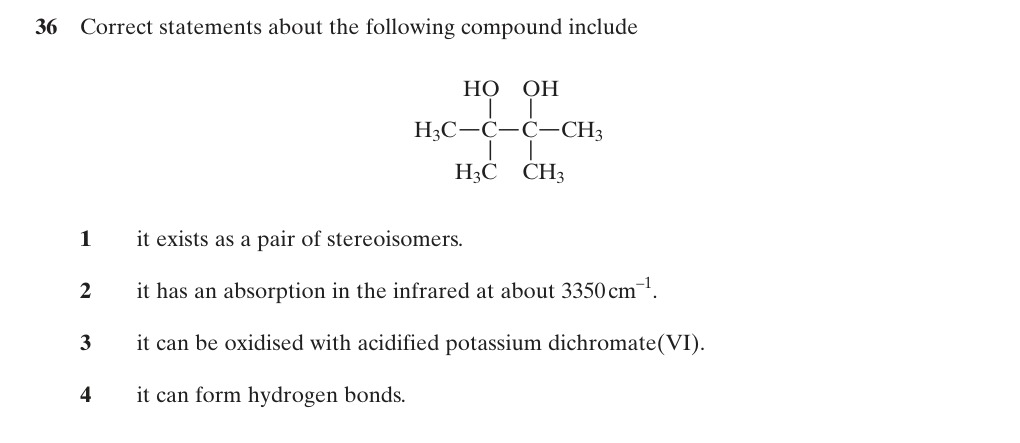 36 Correct statements about the following compound include
HO OH
H₃C—C—C—CH₃
H₃C CH₃
1 it exists as a pair of stereoisomers.
2 it has an absorption in the infrared at about 3350 cm⁻¹.
3 it can be oxidised with acidified potassium dichromate(VI).
4 it can form hydrogen bonds.